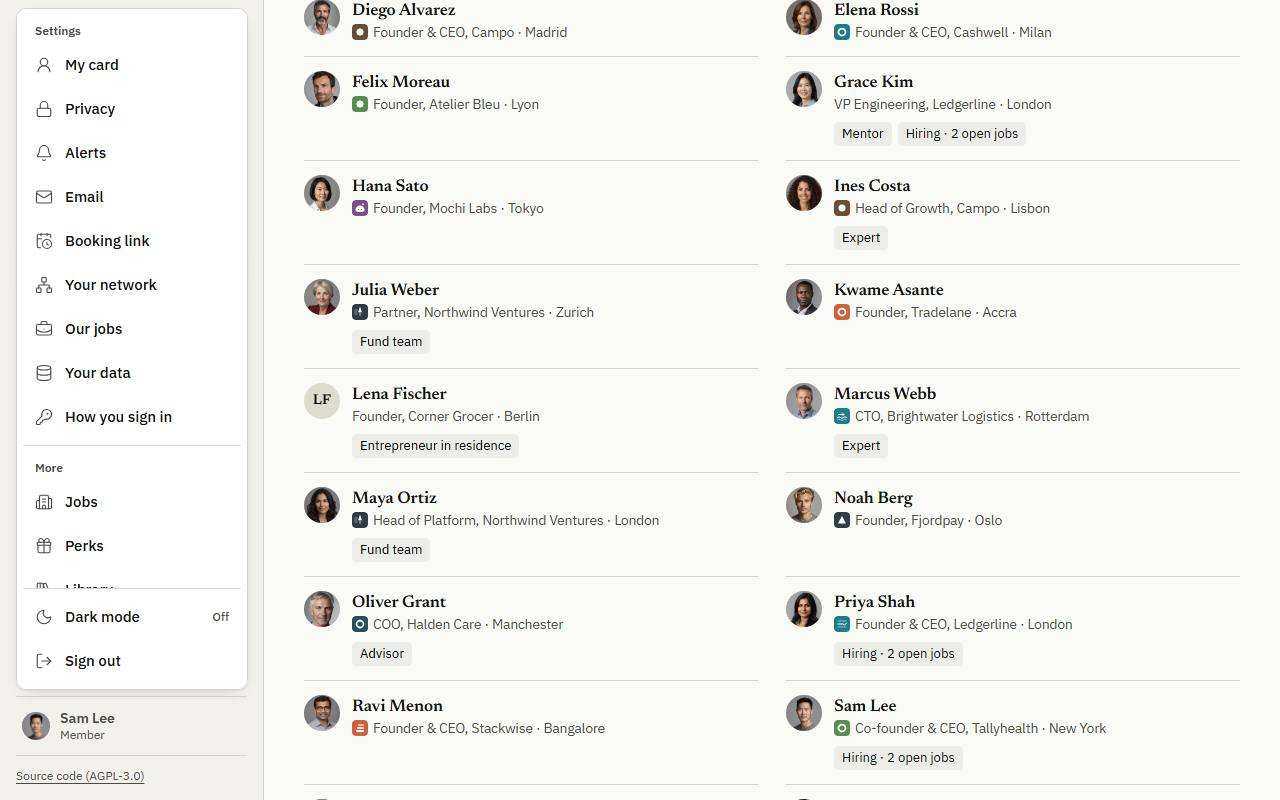 Settings
My card
Privacy
Alerts
Email
Booking link
Your network
Our jobs
Your data
How you sign in
More
Jobs
Perks
Library
Dark mode Off
Sign out
Sam Lee
Member
Source code (AGPL-3.0)
Diego Alvarez
Founder & CEO, Campo · Madrid
Elena Rossi
Founder & CEO, Cashwell · Milan
Felix Moreau
Founder, Atelier Bleu · Lyon
Grace Kim
VP Engineering, Ledgerline · London
Mentor Hiring · 2 open jobs
Hana Sato
Founder, Mochi Labs · Tokyo
Ines Costa
Head of Growth, Campo · Lisbon
Expert
Julia Weber
Partner, Northwind Ventures · Zurich
Fund team
Kwame Asante
Founder, Tradelane · Accra
LF
Lena Fischer
Founder, Corner Grocer · Berlin
Entrepreneur in residence
Marcus Webb
CTO, Brightwater Logistics · Rotterdam
Expert
Maya Ortiz
Head of Platform, Northwind Ventures · London
Fund team
Noah Berg
Founder, Fjordpay · Oslo
Oliver Grant
COO, Halden Care · Manchester
Advisor
Priya Shah
Founder & CEO, Ledgerline · London
Hiring · 2 open jobs
Ravi Menon
Founder & CEO, Stackwise · Bangalore
Sam Lee
Co-founder & CEO, Tallyhealth · New York
Hiring · 2 open jobs